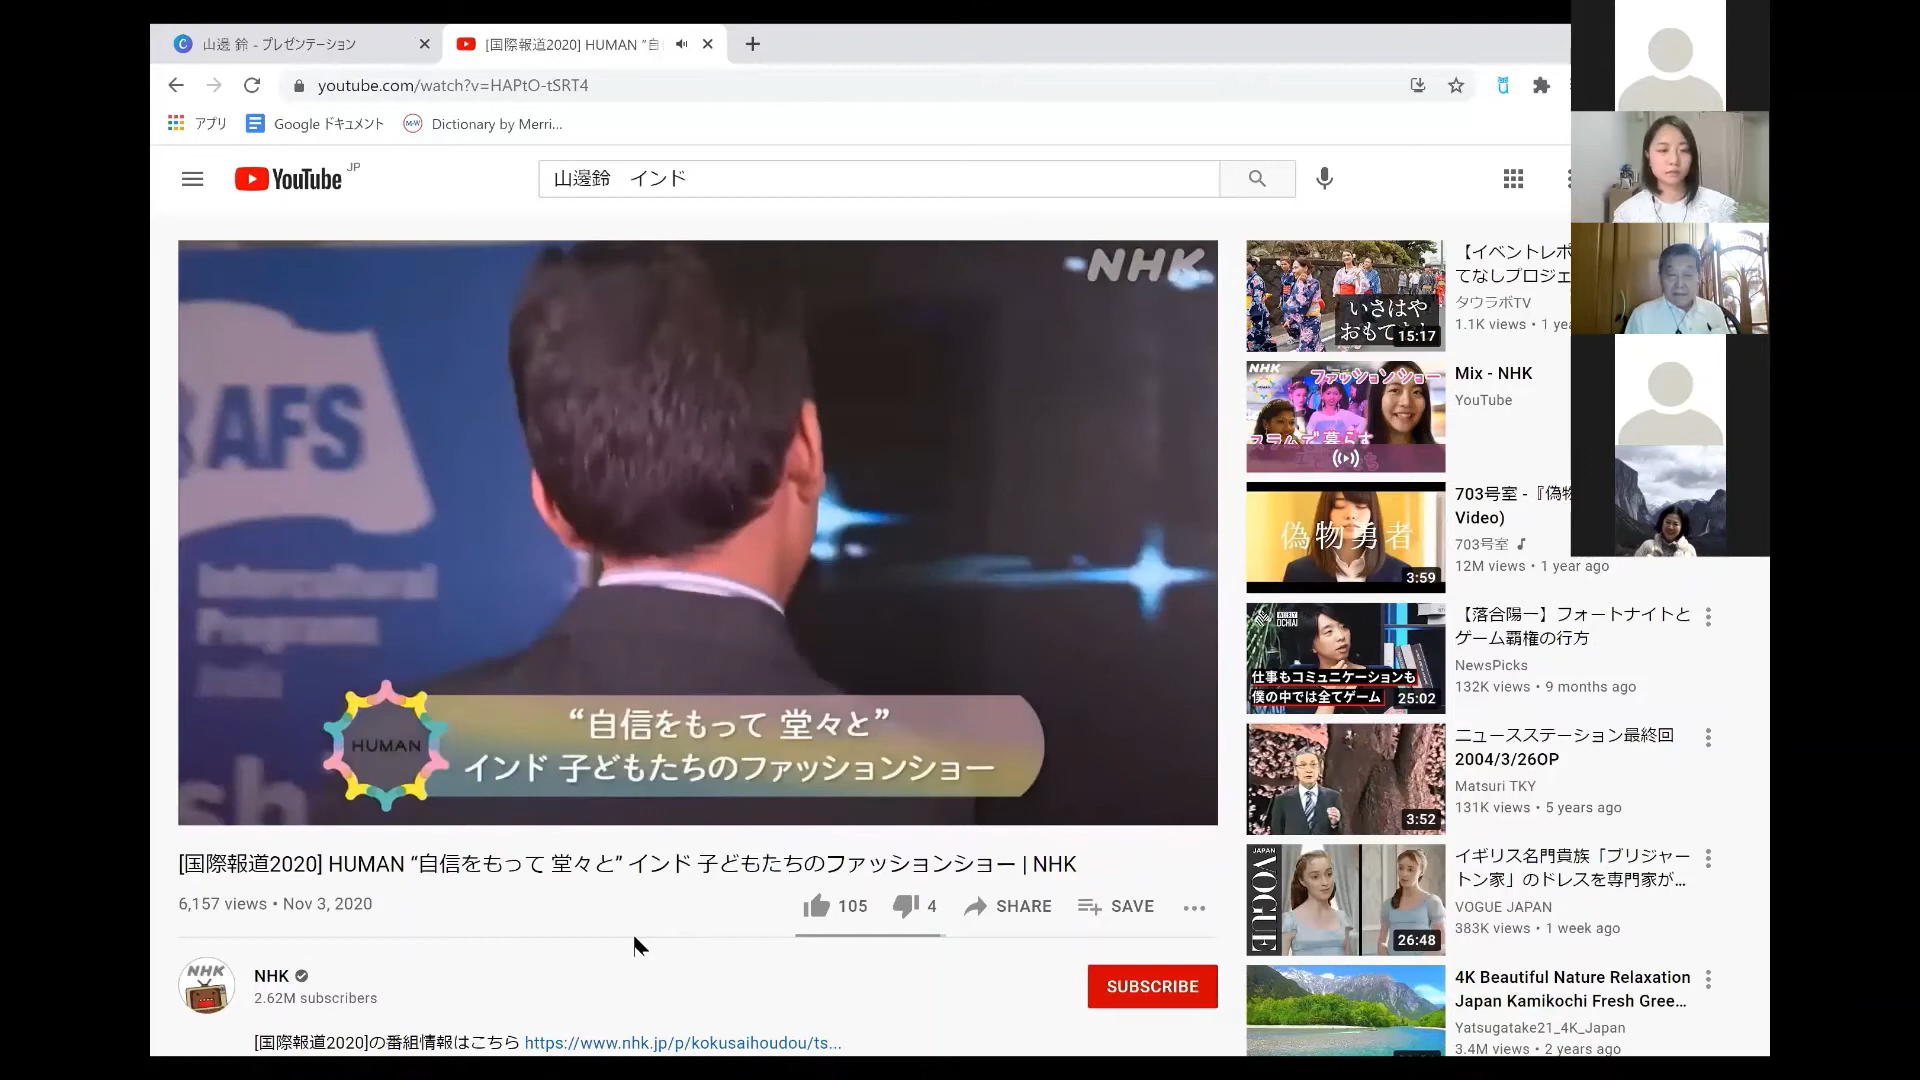 山邊 鈴 - プレゼンテーション
[国際報道2020] HUMAN “自
youtube.com/watch?v=HAPtO-tSRT4
アプリ
Google ドキュメント
Dictionary by Merri...
YouTube JP
山邊鈴　インド
NHK
AFS
International
Programs
India
“自信をもって 堂々と”
インド 子どもたちのファッションショー
HUMAN
[国際報道2020] HUMAN “自信をもって 堂々と” インド 子どもたちのファッションショー | NHK
6,157 views • Nov 3, 2020
105
4
SHARE
SAVE
NHK
NHK
2.62M subscribers
SUBSCRIBE
[国際報道2020]の番組情報はこちら https://www.nhk.jp/p/kokusaihoudou/ts...
いさはや
15:17
【イベントレポ
てなしプロジェ
タウラボTV
1.1K views • 1 yea
NHK
ファッションショー
スラムで暮らす
Mix - NHK
YouTube
偽物勇者
3:59
703号室 -『偽物
Video)
703号室
12M views • 1 year ago
OCHIAI
仕事もコミュニケーションも
僕の中では全てゲーム
25:02
【落合陽一】フォートナイトと
ゲーム覇権の行方
NewsPicks
132K views • 9 months ago
3:52
ニュースステーション最終回
2004/3/26OP
Matsuri TKY
131K views • 5 years ago
JAPAN
VOGUE
26:48
イギリス名門貴族「ブリジャー
トン家」のドレスを専門家が...
VOGUE JAPAN
383K views • 1 week ago
4K Beautiful Nature Relaxation
Japan Kamikochi Fresh Gree...
Yatsugatake21_4K_Japan
3.4M views • 2 years ago